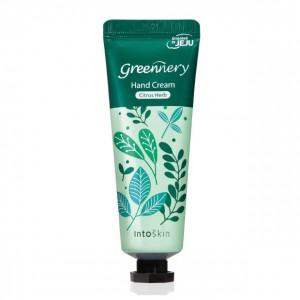 JEJU
greennery
Hand Cream
Citrus Herb
intoskin